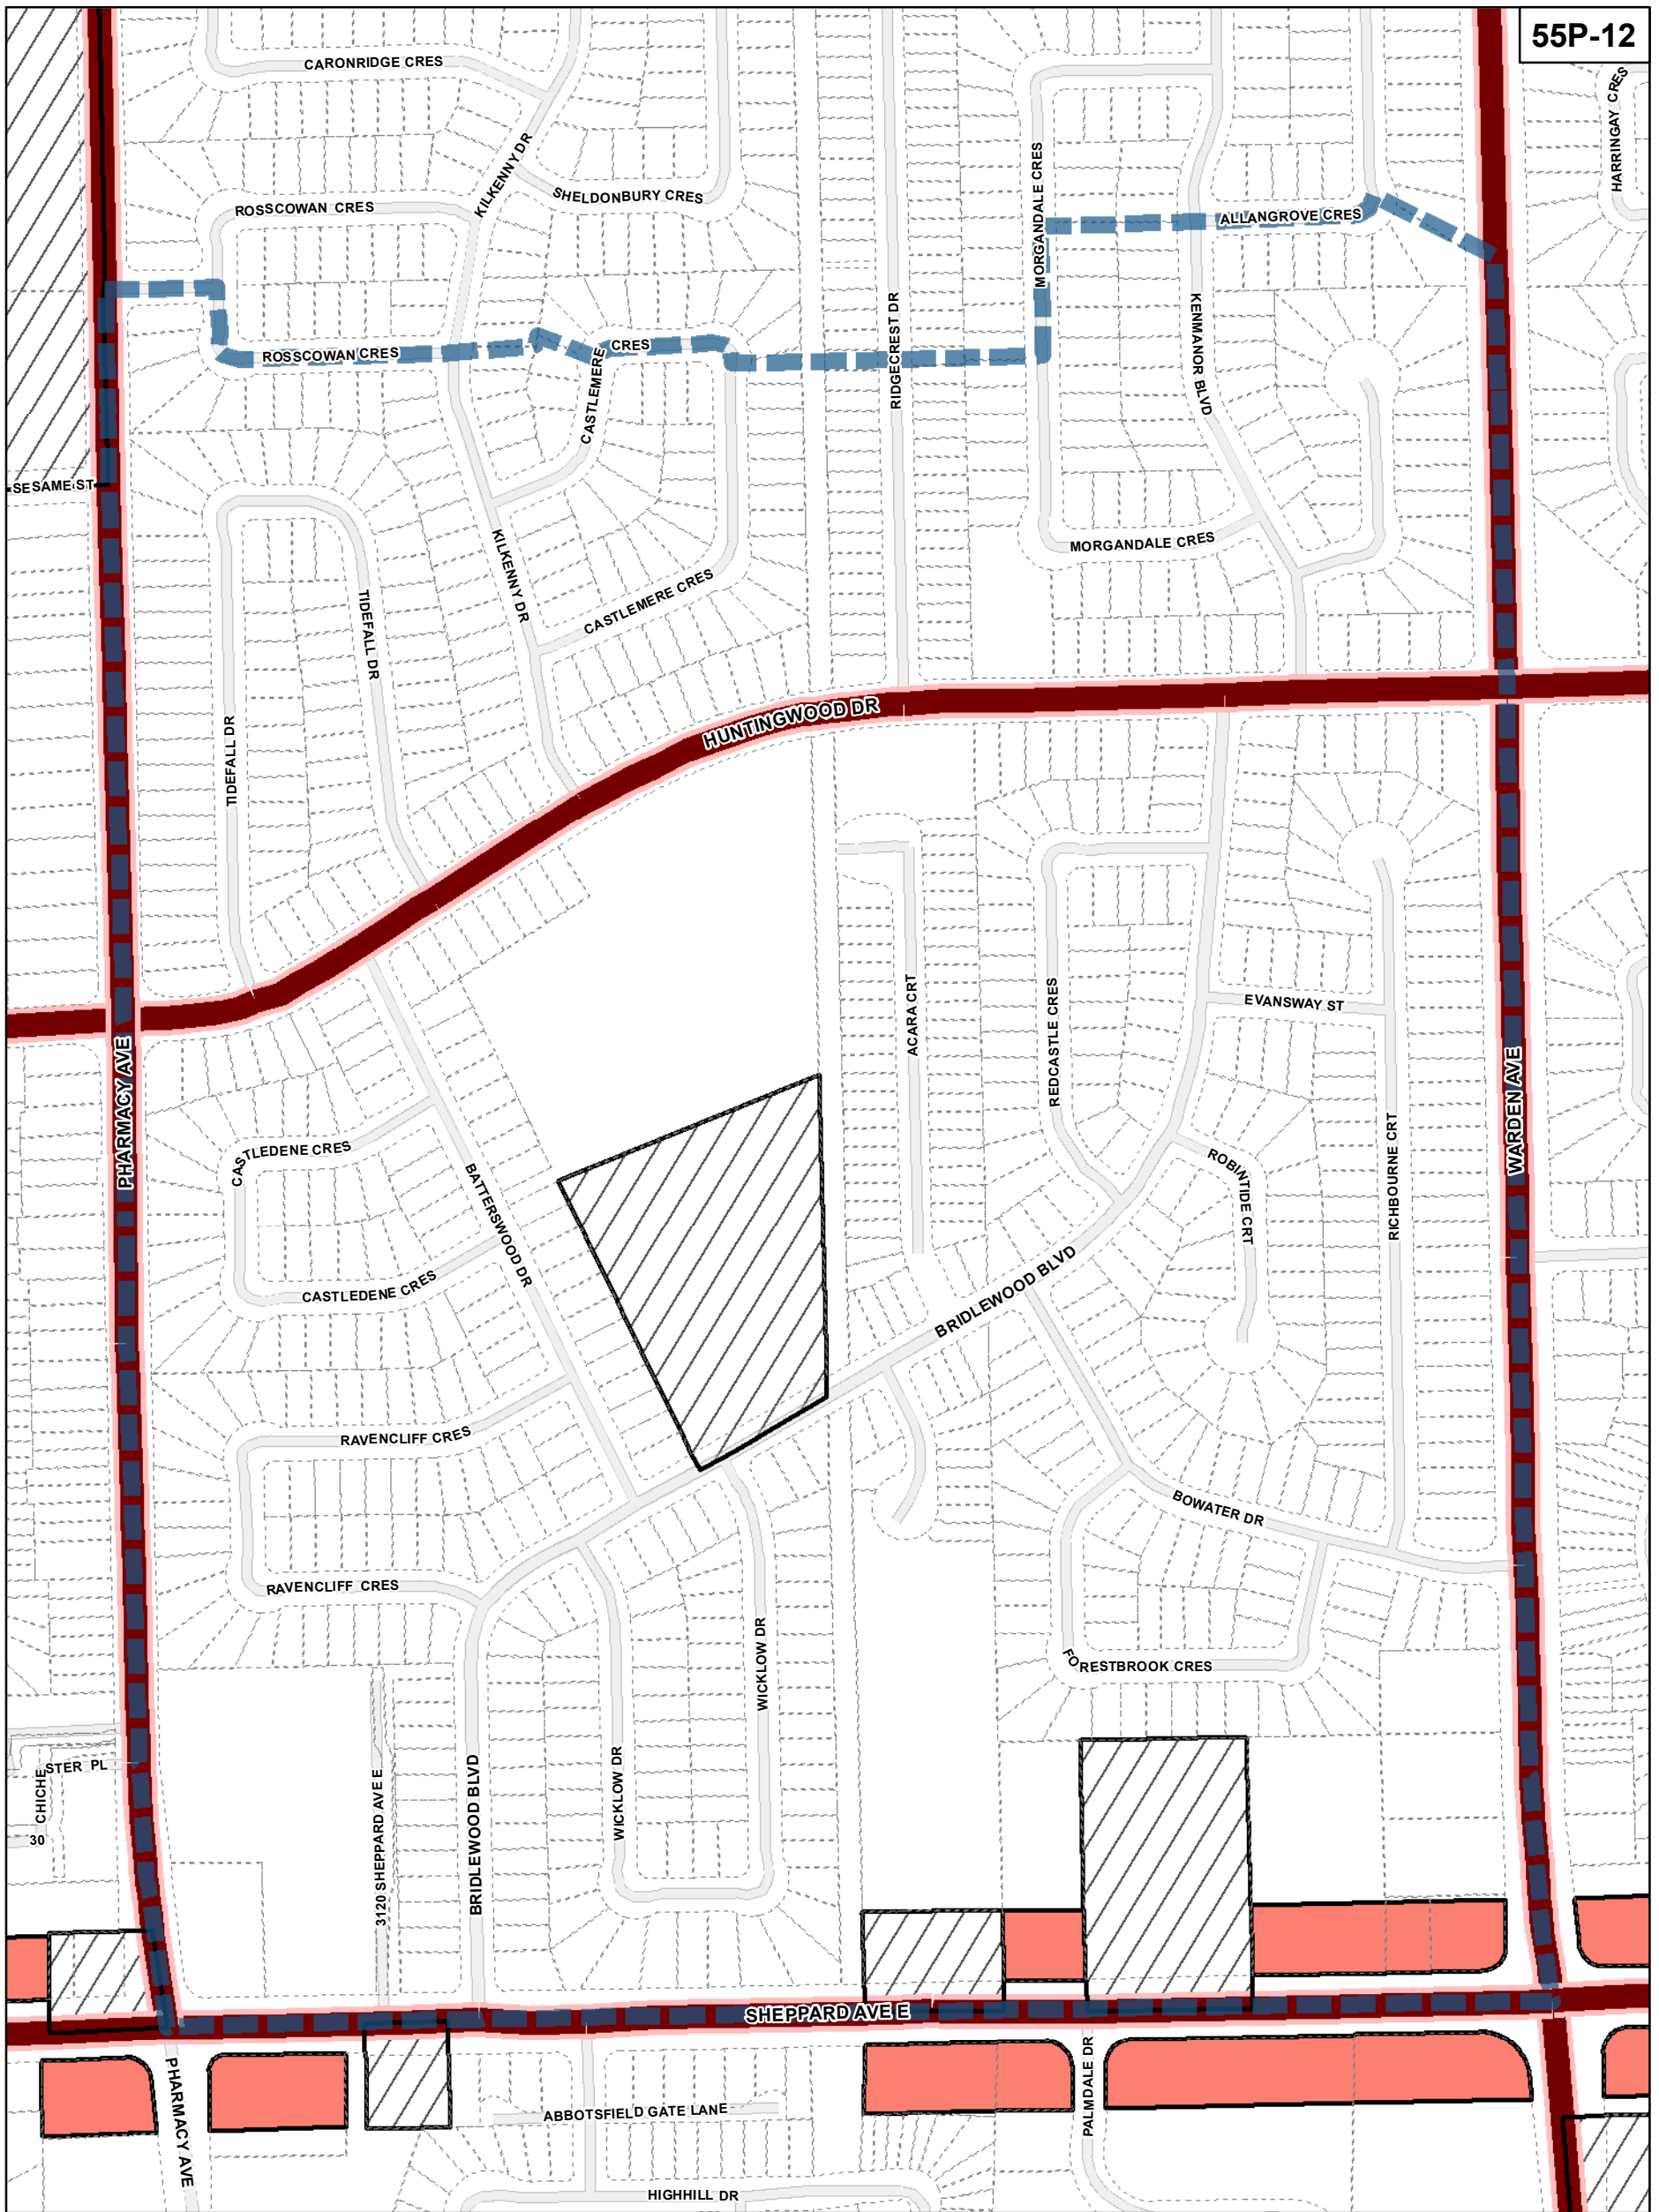 55P-12
CARONRIDGE CRES
HARRINGAY CRES
KILKENNY DR
SHELDONBURY CRES
MORGANDALE CRES
ROSSCOWAN CRES
ALLANGROVE CRES
RIDGECREST DR
KENMANOR BLVD
ROSSCOWAN CRES
CASTLEMERE CRES
SESAME ST
MORGANDALE CRES
KILKENNY DR
CASTLEMERE CRES
TIDEFALL DR
TIDEFALL DR
HUNTINGWOOD DR
ACARA CRT
REDCASTLE CRES
EVANSWAY ST
PHARMACY AVE
WARDEN AVE
CASTLEDENE CRES
BATTERSWOOD DR
ROBINTIDE CRT
RICHBOURNE CRT
CASTLEDENE CRES
BRIDLEWOOD BLVD
RAVENCLIFF CRES
BOWATER DR
RAVENCLIFF CRES
WICKLOW DR
FORESTBROOK CRES
CHICHESTER PL
30
3120 SHEPPARD AVE E
BRIDLEWOOD BLVD
WICKLOW DR
SHEPPARD AVE E
PHARMACY AVE
PALMDALE DR
ABBOTSFIELD GATE LANE
HIGHHILL DR